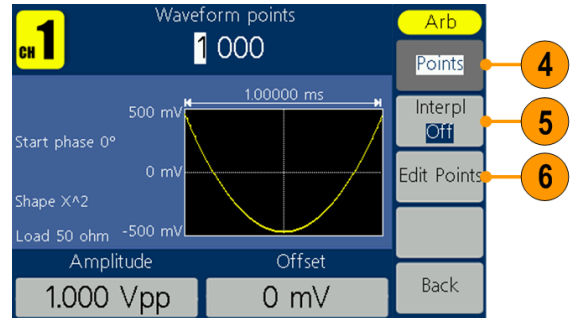 CH 1
Waveform points
1 000
Arb
Points
4
Interpl
Off
5
Edit Points
6
Back
1.00000 ms
500 mV
Start phase 0°
0 mV
Shape X^2
Load 50 ohm
-500 mV
Amplitude
Offset
1.000 Vpp
0 mV